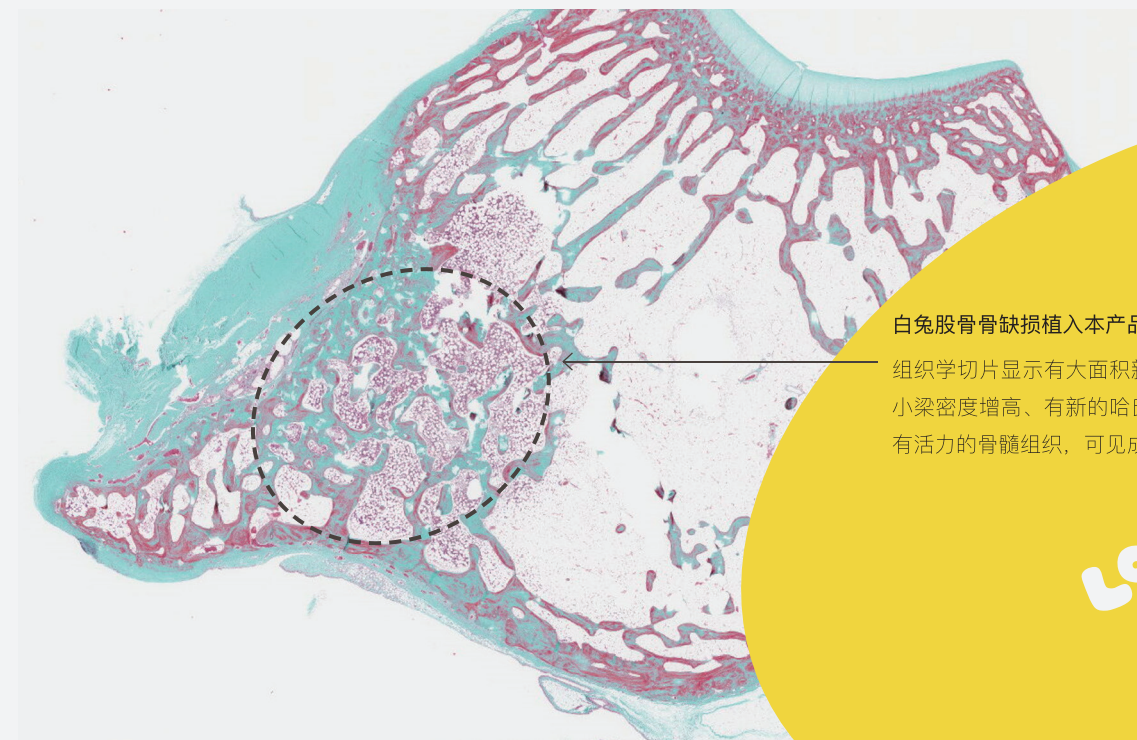 白兔股骨骨缺损植入本产品
组织学切片显示有大面积新
小梁密度增高、有新的哈
有活力的骨髓组织，可见成